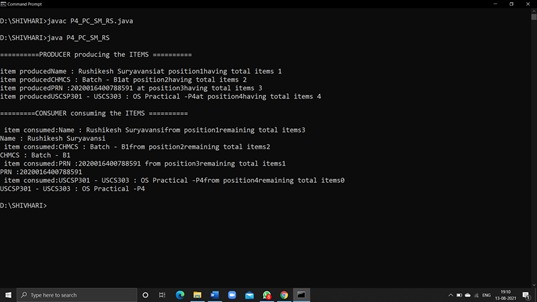 Command Prompt
D:\SHIVHARI>javac P4_PC_SM_RS.java
D:\SHIVHARI>java P4_PC_SM_RS
==========PRODUCER producing the ITEMS ==========
item producedName : Rushikesh Suryavansiat position1having total items 1
item producedCHMCS : Batch - B1at position2having total items 2
item producedPRN :2020016400788591 at position3having total items 3
item producedUSCSP301 - USCS303 : OS Practical -P4at position4having total items 4
=========CONSUMER consuming the ITEMS ==========
item consumed:Name : Rushikesh Suryavansifrom position1remaining total items3
Name : Rushikesh Suryavansi
item consumed:CHMCS : Batch - B1from position2remaining total items2
CHMCS : Batch - B1
item consumed:PRN :2020016400788591 from position3remaining total items1
PRN :2020016400788591
item consumed:USCSP301 - USCS303 : OS Practical -P4from position4remaining total items0
USCSP301 - USCS303 : OS Practical -P4
D:\SHIVHARI>
Type here to search
ENG
19:10
13-08-2021